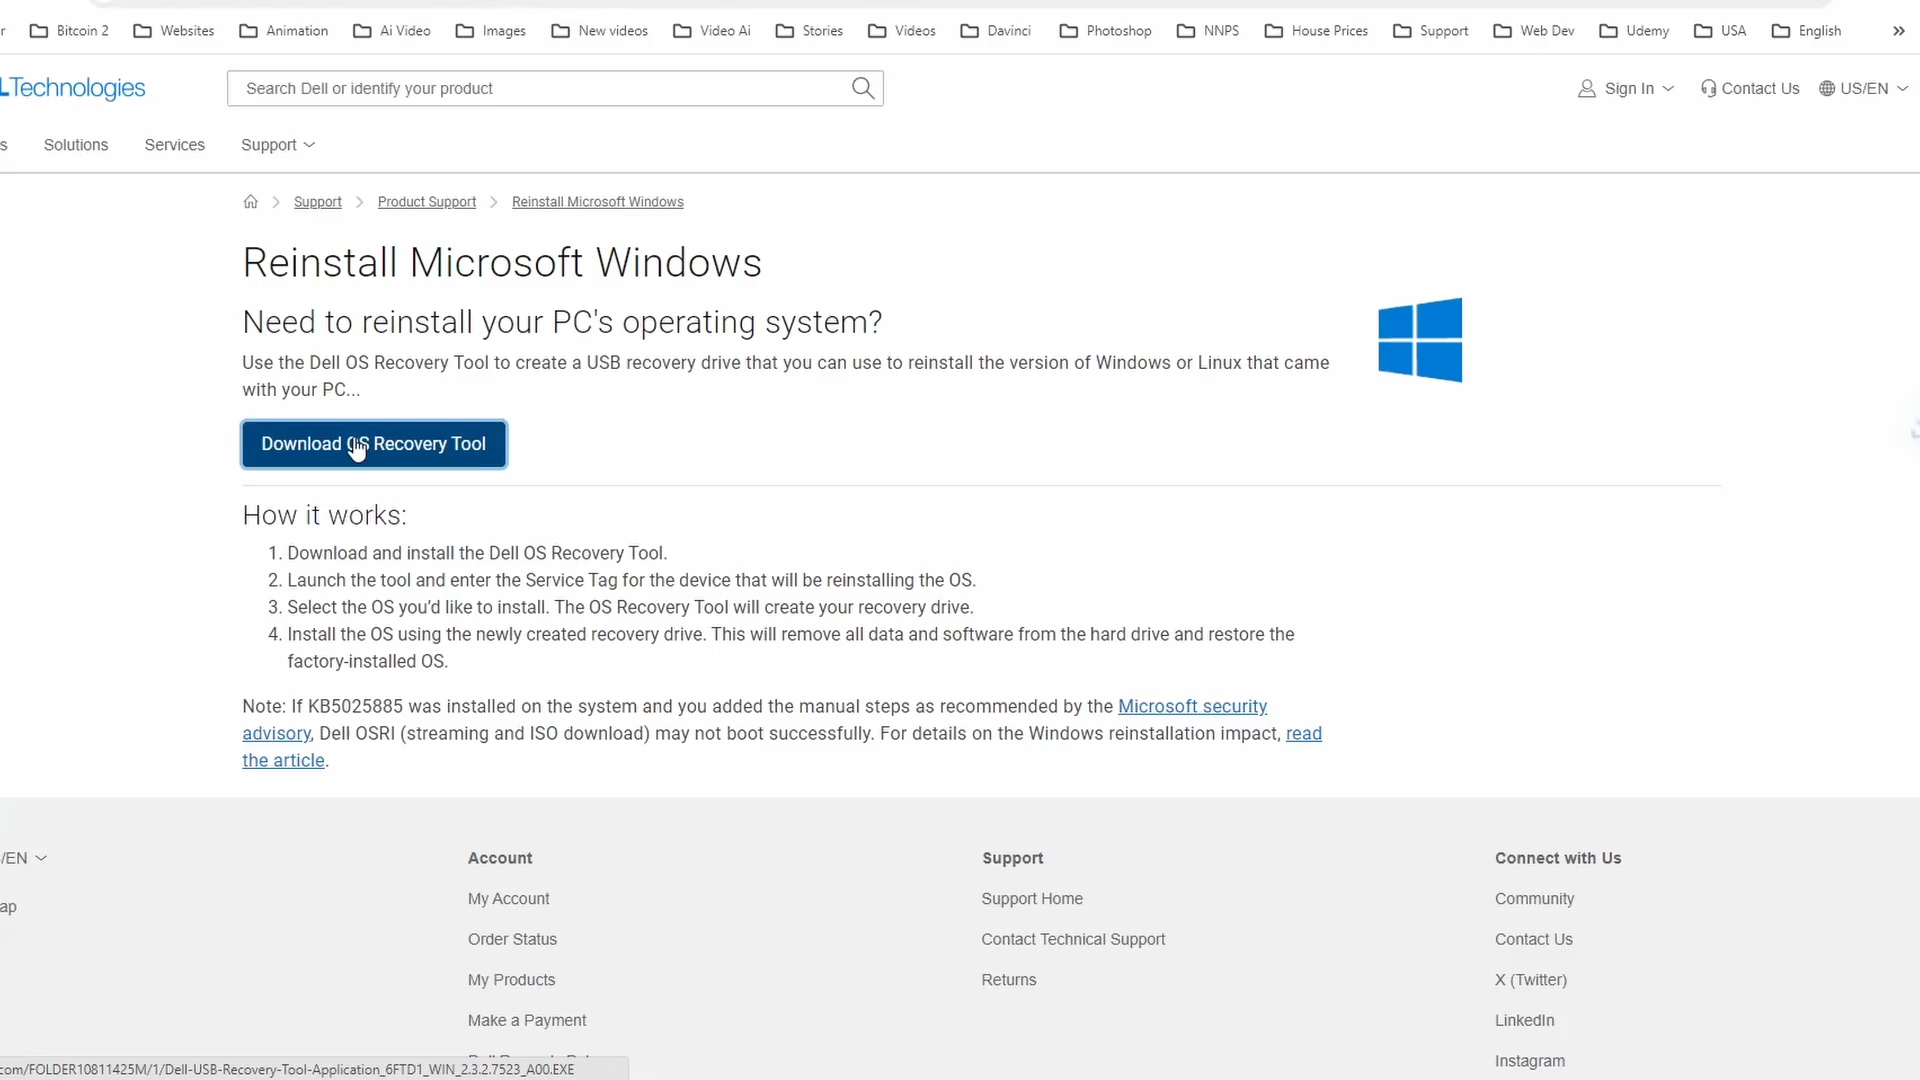 r Bitcoin 2 Websites Animation Ai Video Images New videos Video Ai Stories Videos Davinci Photoshop NNPS House Prices Support Web Dev Udemy USA English »
LTechnologies Search Dell or identify your product Sign In Contact Us US/EN
s Solutions Services Support
Support Product Support Reinstall Microsoft Windows
Reinstall Microsoft Windows
Need to reinstall your PC's operating system?
Use the Dell OS Recovery Tool to create a USB recovery drive that you can use to reinstall the version of Windows or Linux that came
with your PC...
Download OS Recovery Tool
How it works:
1. Download and install the Dell OS Recovery Tool.
2. Launch the tool and enter the Service Tag for the device that will be reinstalling the OS.
3. Select the OS you'd like to install. The OS Recovery Tool will create your recovery drive.
4. Install the OS using the newly created recovery drive. This will remove all data and software from the hard drive and restore the
factory-installed OS.
Note: If KB5025885 was installed on the system and you added the manual steps as recommended by the Microsoft security
advisory, Dell OSRI (streaming and ISO download) may not boot successfully. For details on the Windows reinstallation impact, read
the article.
/EN Account Support Connect with Us
ap My Account Support Home Community
Order Status Contact Technical Support Contact Us
My Products Returns X (Twitter)
Make a Payment LinkedIn
Instagram
com/FOLDER10811425M/1/Dell-USB-Recovery-Tool-Application_6FTD1_WIN_2.3.2.7523_A00.EXE